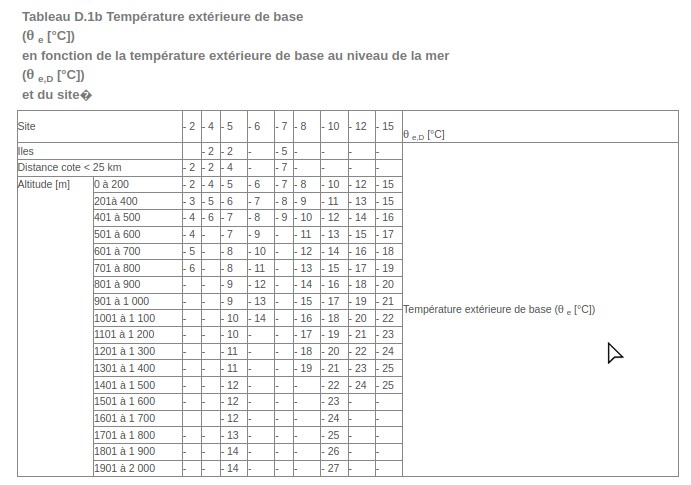 Tableau D.1b Température extérieure de base
(θ e [°C])
en fonction de la température extérieure de base au niveau de la mer
(θ e,D [°C])
et du site�
Site - 2 - 4 - 5 - 6 - 7 - 8 - 10 - 12 - 15 θ e,D [°C]
Iles - 2 - 2 - - 5 - - - -
Distance cote < 25 km - 2 - 2 - 4 - - 7 - - - -
Altitude [m] 0 à 200 - 2 - 4 - 5 - 6 - 7 - 8 - 10 - 12 - 15
201à 400 - 3 - 5 - 6 - 7 - 8 - 9 - 11 - 13 - 15
401 à 500 - 4 - 6 - 7 - 8 - 9 - 10 - 12 - 14 - 16
501 à 600 - 4 - - 7 - 9 - - 11 - 13 - 15 - 17
601 à 700 - 5 - - 8 - 10 - - 12 - 14 - 16 - 18
701 à 800 - 6 - - 8 - 11 - - 13 - 15 - 17 - 19
801 à 900 - - - 9 - 12 - - 14 - 16 - 18 - 20
901 à 1 000 - - - 9 - 13 - - 15 - 17 - 19 - 21
Température extérieure de base (θ e [°C])
1001 à 1 100 - - - 10 - 14 - - 16 - 18 - 20 - 22
1101 à 1 200 - - - 10 - - - 17 - 19 - 21 - 23
1201 à 1 300 - - - 11 - - - 18 - 20 - 22 - 24
1301 à 1 400 - - - 11 - - - 19 - 21 - 23 - 25
1401 à 1 500 - - - 12 - - - - 22 - 24 - 25
1501 à 1 600 - - - 12 - - - - 23 - -
1601 à 1 700 - 12 - - - - 24 - -
1701 à 1 800 - - - 13 - - - - 25 - -
1801 à 1 900 - - - 14 - - - - 26 - -
1901 à 2 000 - - - 14 - - - - 27 - -